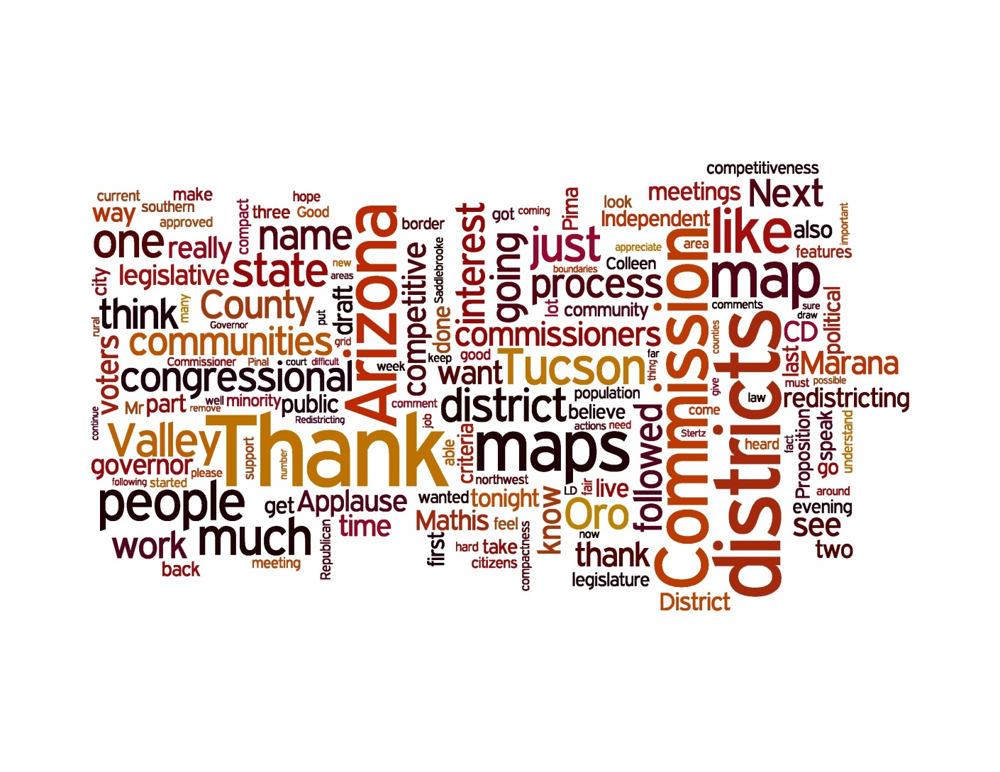 competitiveness
current
make
hope
meetings
Next
way
southern
compact
three
Good
got
coming
Pima
look
Independent
like
also
important
approved
one
really
name
Arizona
border
interest
going
just
appreciate
Commission
area
features
legislative
state
new
areas
competitive
Saddlebrooke
boundaries
Colleen
process
map
city
think
many
County
Governor
put
draft
done
lot
community
comments
sure
draw
political
rural
communities
grid
commissioners
counties
districts
CD
voters
Commissioner
Pinal
court
difficult
week
keep
good
want
Tucson
far
thing
last
Marana
congressional
must
possible
Mr
part
remove
well
minority
public
Redistricting
comment
district
population
believe
give
law
redistricting
continue
job
actions
need
followed
come
Stertz
heard
fact
Proposition
speak
understand
Valley
Thank
support
number
able
criteria
maps
governor
please
go
following
started
northwest
around
people
get
Applause
wanted
tonight
know
LD
fair
live
Oro
evening
much
Republican
time
Mathis
feel
compactness
now
see
work
first
hard
take
thank
two
back
meeting
citizens
legislature
District